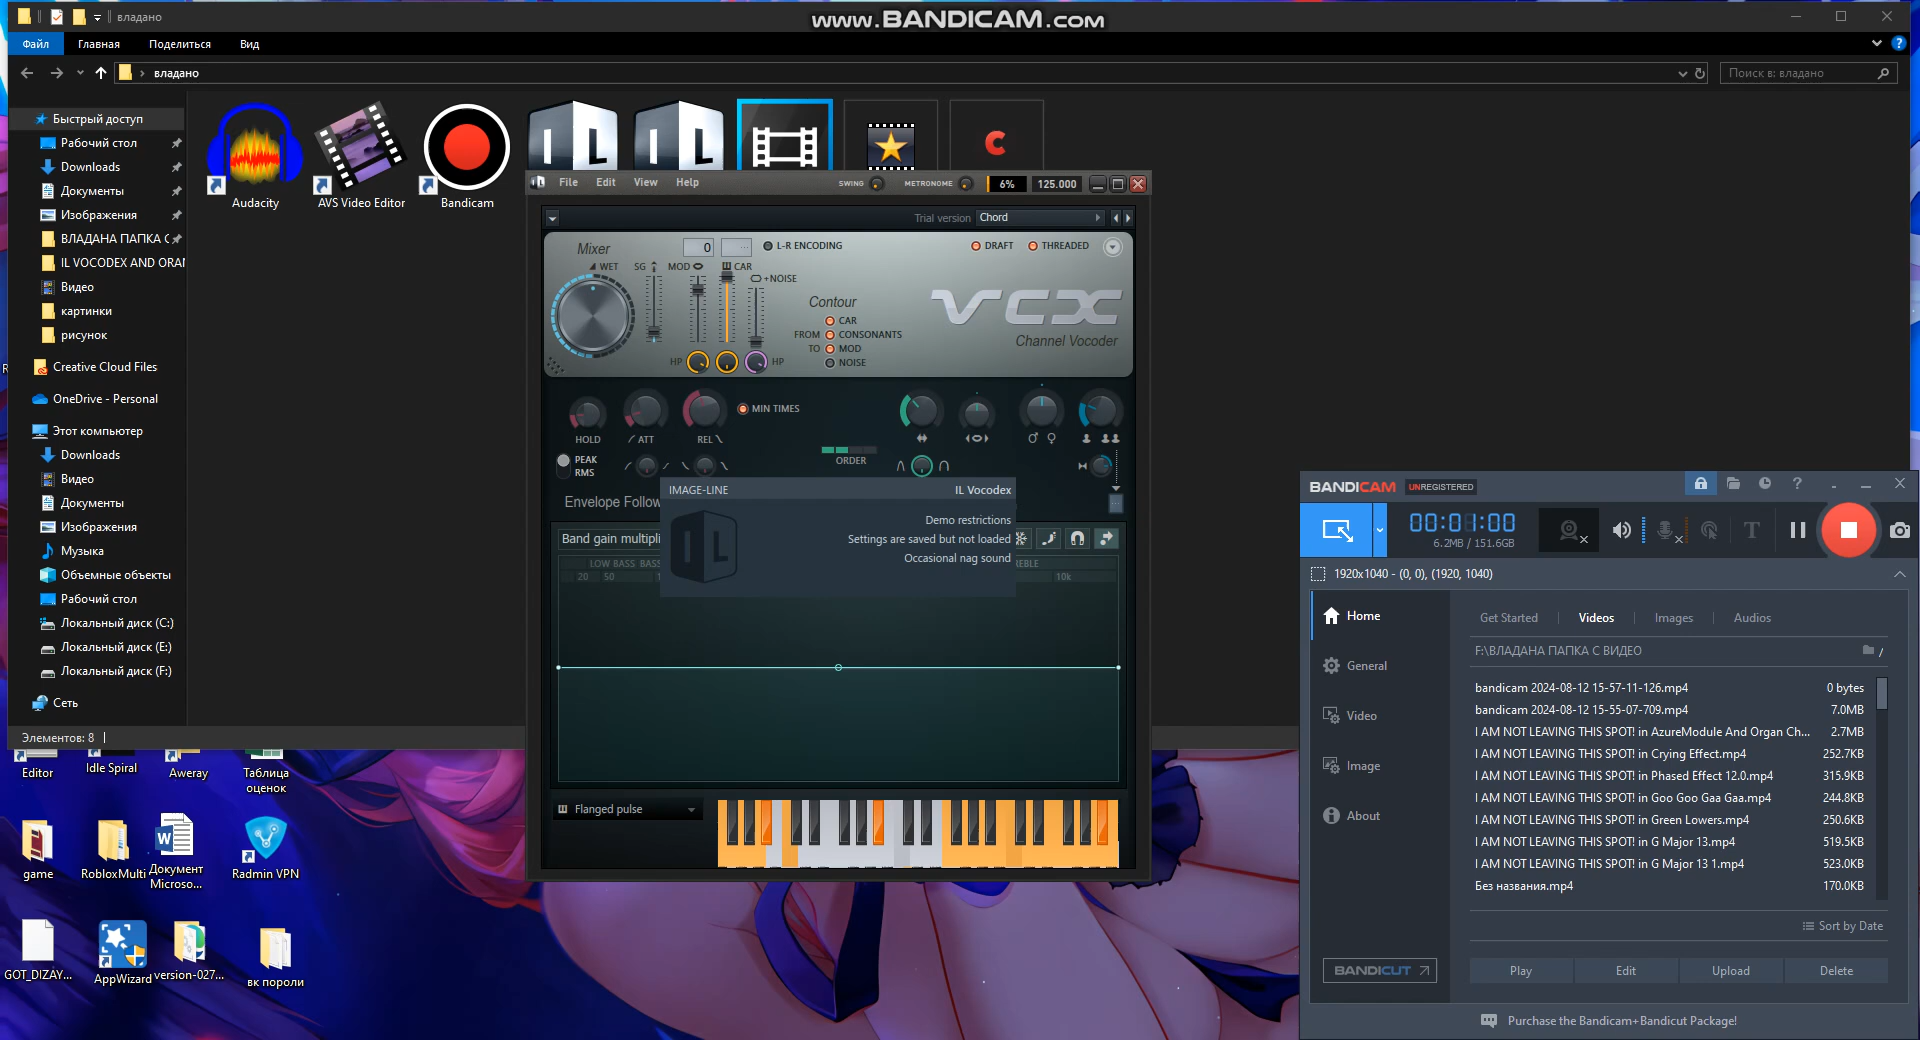 www.BANDICAM.com
владано
Файл
Главная
Поделиться
Вид
владано
Поиск в: владано
Быстрый доступ
Рабочий стол
Downloads
Документы
Изображения
ВЛАДАНА ПАПКА С
IL VOCODEX AND ORAN
Видео
картинки
рисунок
Creative Cloud Files
OneDrive - Personal
Этот компьютер
Downloads
Видео
Документы
Изображения
Музыка
Объемные объекты
Рабочий стол
Локальный диск (C:)
Локальный диск (E:)
Локальный диск (F:)
Сеть
Элементов: 8
Audacity
AVS Video Editor
Bandicam
IL
IL
C
File
Edit
View
Help
SWING
METRONOME
6%
125.000
Trial version
Chord
Mixer
0
L-R ENCODING
DRAFT
THREADED
WET
SG
MOD
CAR
+NOISE
Contour
CAR
FROM
CONSONANTS
TO
MOD
NOISE
HP
HP
VCX
Channel Vocoder
HOLD
ATT
REL
MIN TIMES
ORDER
PEAK
RMS
Envelope Follow
IMAGE-LINE
IL Vocodex
Demo restrictions
Settings are saved but not loaded
Occasional nag sound
IL
Band gain multipli
LOW BASS
BASS
REBLE
20
50
1
10k
Flanged pulse
Editor
Idle Spiral
Aweray
Таблица оценок
game
RobloxMulti
Документ Microso...
Radmin VPN
GOT_DIZAY...
AppWizard
version-027...
вк пороли
BANDICAM
UNREGISTERED
00:01:00
6.2MB / 151.6GB
1920x1040 - (0, 0), (1920, 1040)
Home
General
Video
Image
About
BANDICUT
Get Started
Videos
Images
Audios
F:\ВЛАДАНА ПАПКА С ВИДЕО
bandicam 2024-08-12 15-57-11-126.mp4
0 bytes
bandicam 2024-08-12 15-55-07-709.mp4
7.0MB
I AM NOT LEAVING THIS SPOT! in AzureModule And Organ Ch...
2.7MB
I AM NOT LEAVING THIS SPOT! in Crying Effect.mp4
252.7KB
I AM NOT LEAVING THIS SPOT! in Phased Effect 12.0.mp4
315.9KB
I AM NOT LEAVING THIS SPOT! in Goo Goo Gaa Gaa.mp4
244.8KB
I AM NOT LEAVING THIS SPOT! in Green Lowers.mp4
250.6KB
I AM NOT LEAVING THIS SPOT! in G Major 13.mp4
519.5KB
I AM NOT LEAVING THIS SPOT! in G Major 13 1.mp4
523.0KB
Без названия.mp4
170.0KB
Sort by Date
Play
Edit
Upload
Delete
Purchase the Bandicam+Bandicut Package!